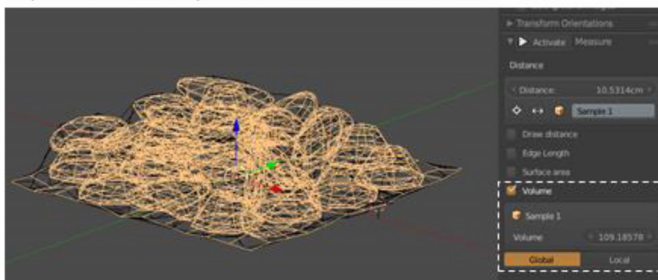 Transform Orientations
Activate Measure
Distance
Distance: 10.5314cm
Sample 1
Draw distance
Edge Length
Surface area
Volume
Sample 1
Volume 109.18578
Global Local